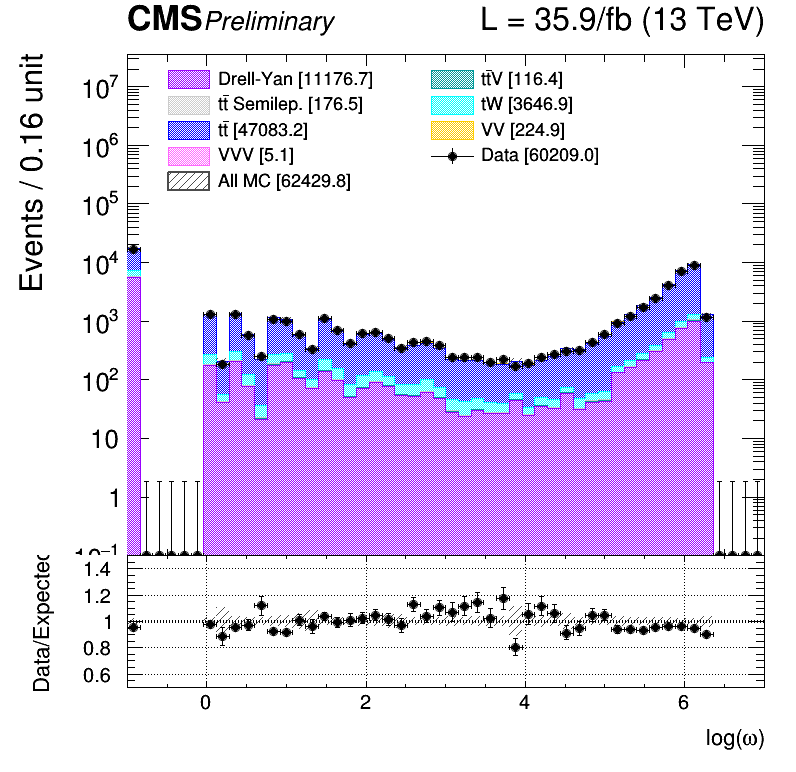 CMS Preliminary L = 35.9/fb (13 TeV)
Events / 0.16 unit
10⁷
10⁶
10⁵
10⁴
10³
10²
10
1
10⁻¹
Drell-Yan [11176.7]
tt̄ Semilep. [176.5]
tt̄ [47083.2]
VVV [5.1]
All MC [62429.8]
tt̄V [116.4]
tW [3646.9]
VV [224.9]
Data [60209.0]
Data/Expected
1.4
1.2
1
0.8
0.6
0 2 4 6
log(ω)